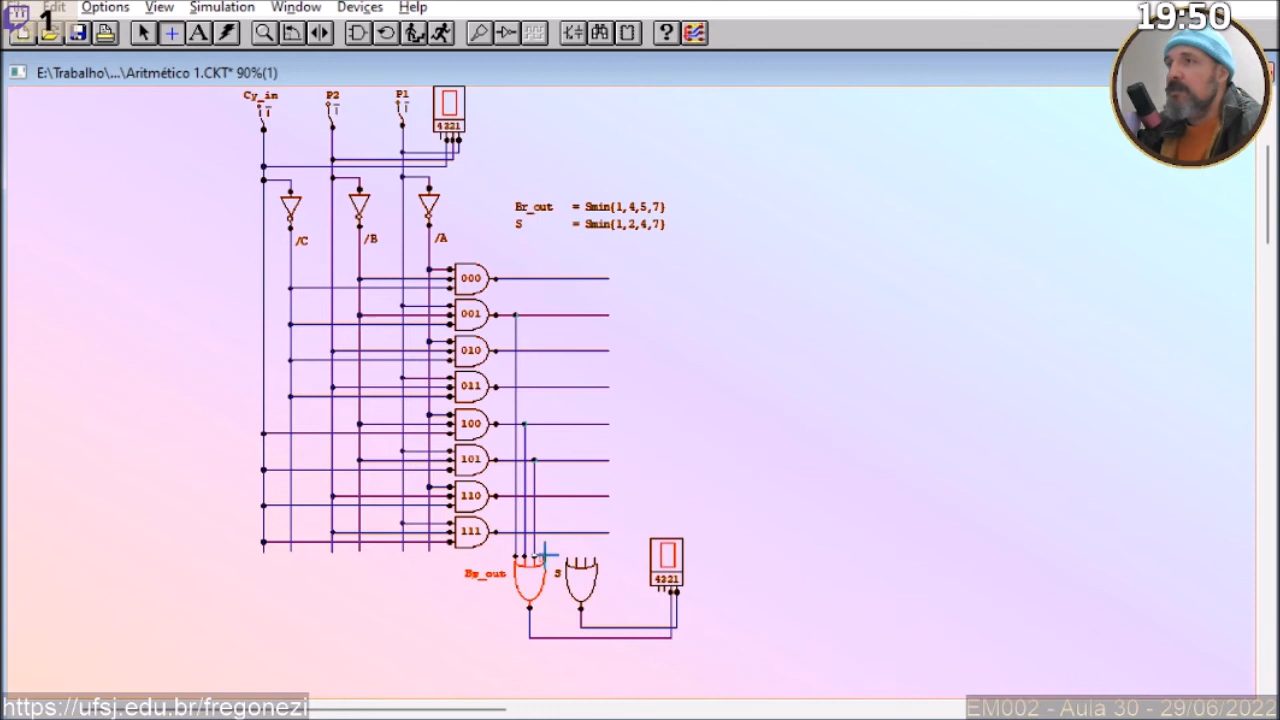 1
Edit View Simulation Window Help
Options Devices
19:50
E:\Trabalho\...\Aritmético 1.CKT* 90%(1)
Cy_in P2 P1
4321
/C /B /A
Br_out = Smin{1,4,5,7}
S = Smin{1,2,4,7}
000
001
010
011
100
101
110
111
Br_out S
4321
https://ufsj.edu.br/fregonezi
EM002 - Aula 30 - 29/06/2022